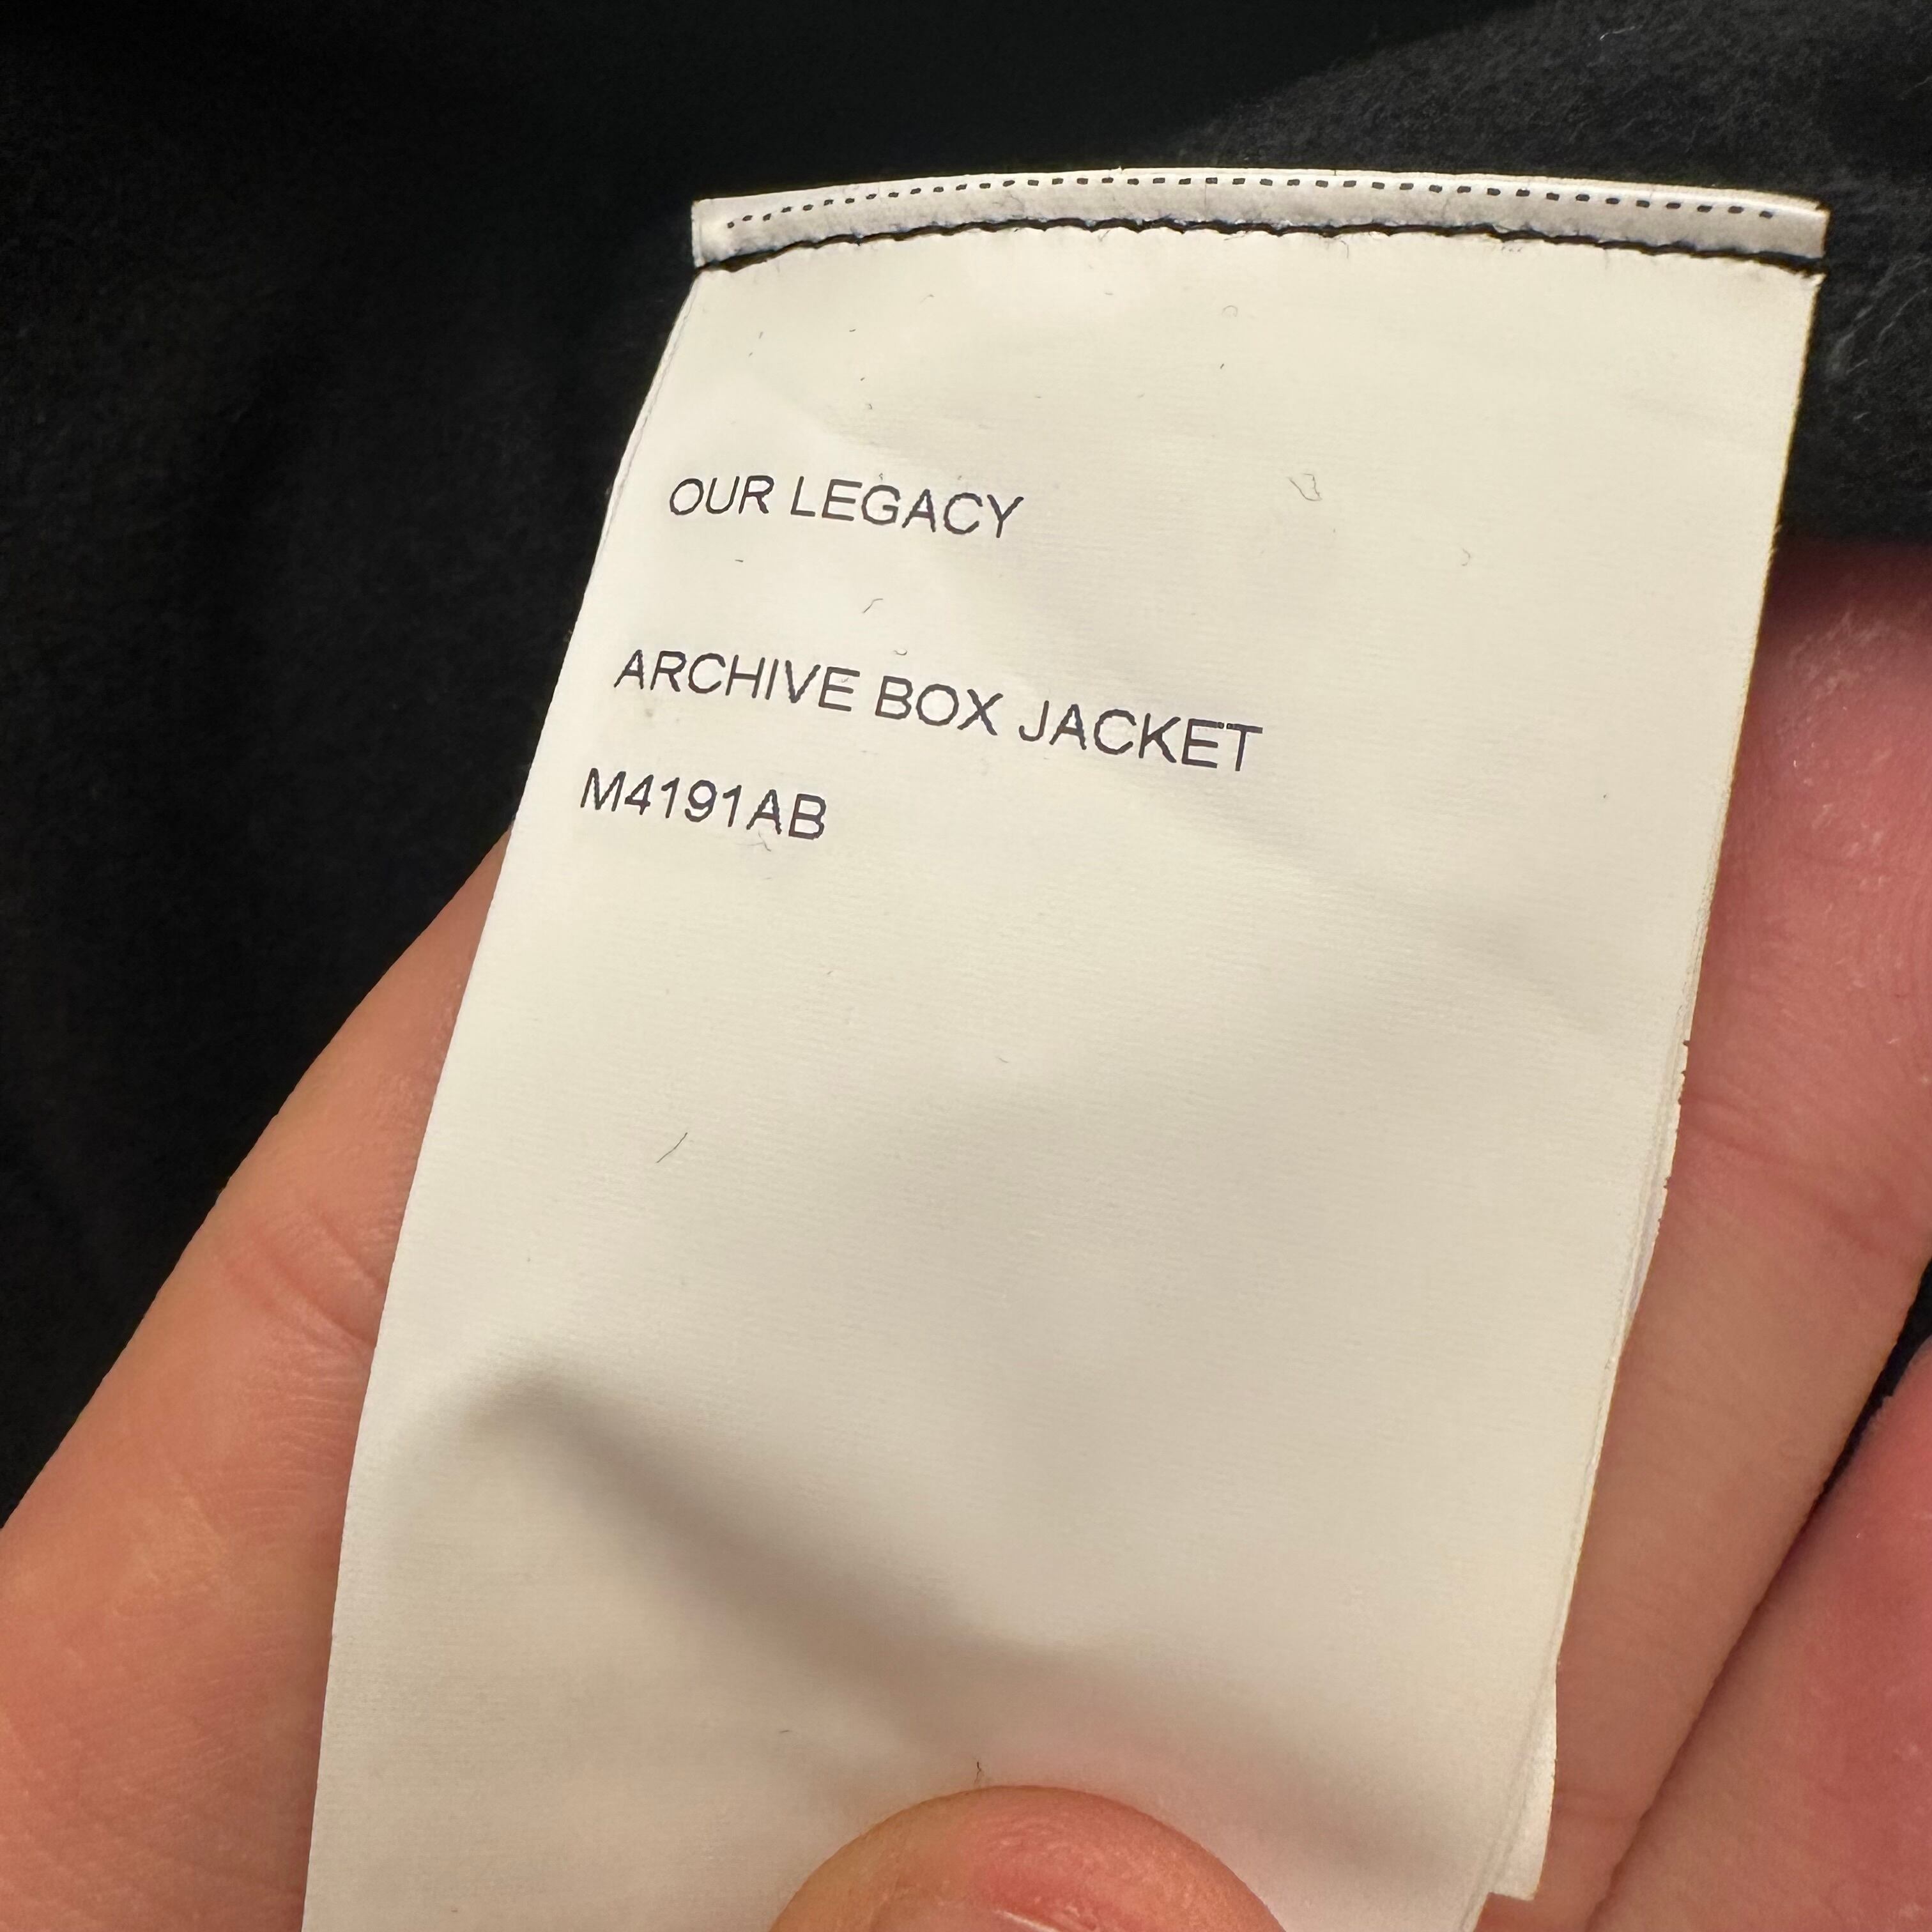 OUR LEGACY
ARCHIVE BOX JACKET
M4191AB